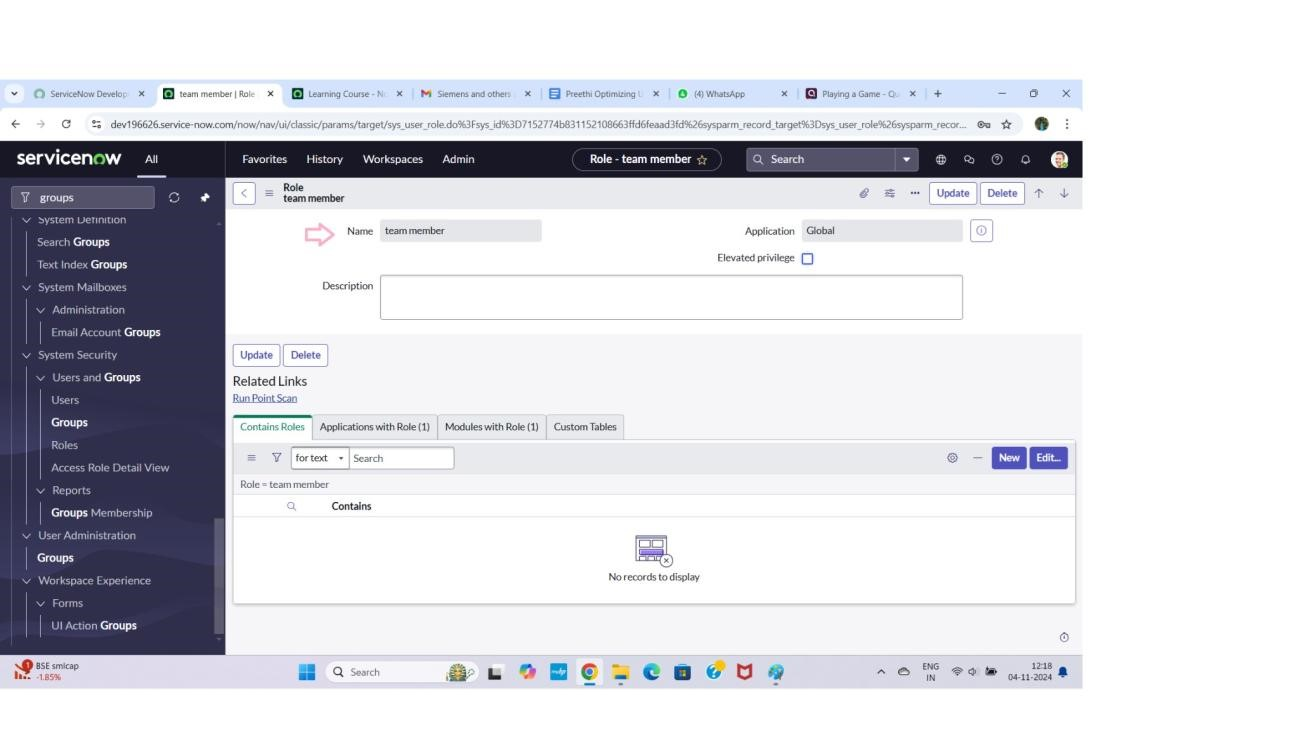 ServiceNow Develop
team member | Role
Learning Course - N
Siemens and others
Preethi Optimizing U
(4) WhatsApp
Playing a Game - Qu
dev196626.service-now.com/now/nav/ui/classic/params/target/sys_user_role.do%3Fsys_id%3D7152774b831152108663ffd6feaad3fd%26sysparm_record_target%3Dsys_user_role%26sysparm_recor...
servicenow
All
Favorites
History
Workspaces
Admin
Role - team member
Search
groups
Role
team member
Update
Delete
System Definition
Search Groups
Text Index Groups
System Mailboxes
Administration
Email Account Groups
System Security
Users and Groups
Users
Groups
Roles
Access Role Detail View
Reports
Groups Membership
User Administration
Groups
Workspace Experience
Forms
UI Action Groups
Name team member
Application Global
Elevated privilege
Description
Update Delete
Related Links
Run Point Scan
Contains Roles Applications with Role (1) Modules with Role (1) Custom Tables
for text Search
New Edit...
Role = team member
Contains
No records to display
1
BSE smlcap
-1.85%
Search
ENG
IN
12:18
04-11-2024